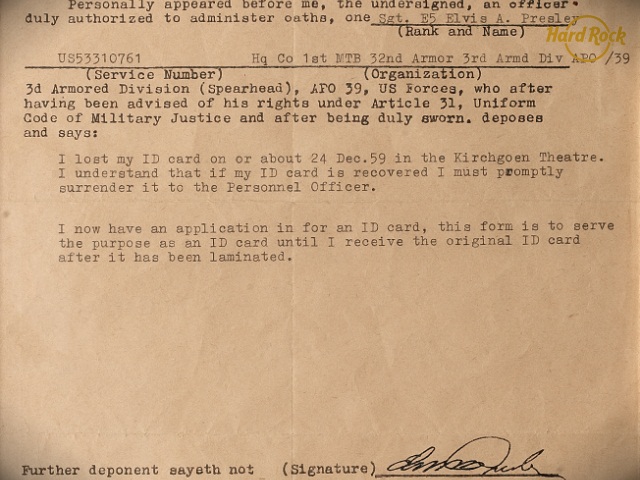 Personally appeared before me, the undersigned, an officer
duly authorized to administer oaths, one Sgt. E5 Elvis A. Presley
(Rank and Name)
Hard Rock
US53310761 Hq Co 1st MTB 32nd Armor 3rd Armd Div APO /39
(Service Number) (Organization)
3d Armored Division (Spearhead), APO 39, US Forces, who after
having been advised of his rights under Article 31, Uniform
Code of Military Justice and after being duly sworn. deposes
and says:
I lost my ID card on or about 24 Dec.59 in the Kirchgoen Theatre.
I understand that if my ID card is recovered I must promptly
surrender it to the Personnel Officer.
I now have an application in for an ID card, this form is to serve
the purpose as an ID card until I receive the original ID card
after it has been laminated.
Further deponent sayeth not (Signature)